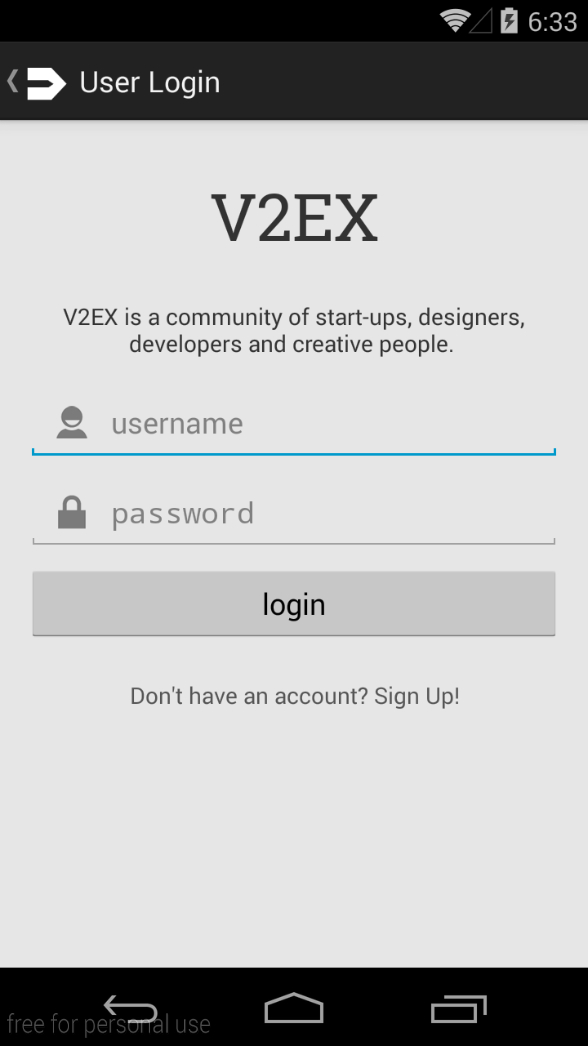 6:33
User Login
V2EX
V2EX is a community of start-ups, designers,
developers and creative people.
username
password
login
Don't have an account? Sign Up!
free for personal use